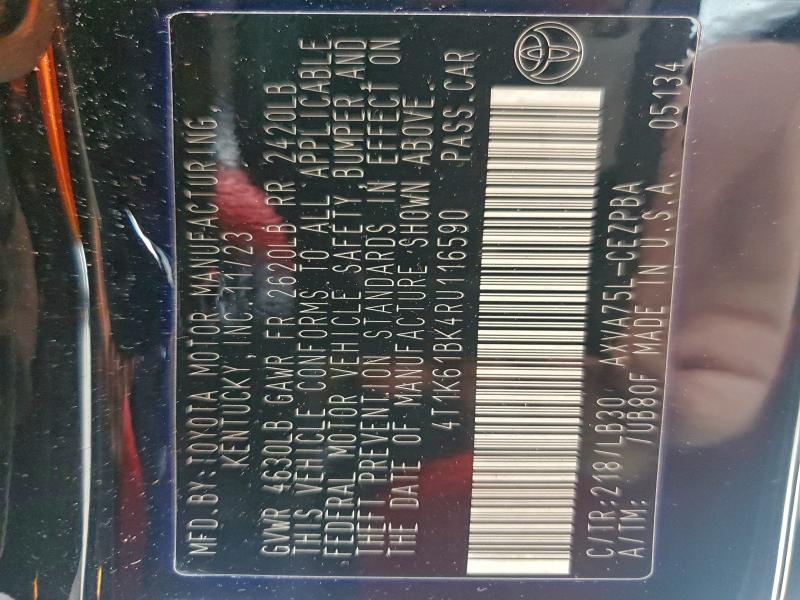 MFD.BY:TOYOTA MOTOR MANUFACTURING,
KENTUCKY, INC. 11/23
GVWR 4630LB GAWR FR 2620LB RR 2420LB
THIS VEHICLE CONFORMS TO ALL APPLICABLE
FEDERAL MOTOR VEHICLE SAFETY, BUMPER,AND
THEFT PREVENTION STANDARDS IN EFFECT ON
THE DATE OF MANUFACTURE SHOWN ABOVE.
4T1K61BK4RU116590 PASS.CAR
C/TR:218/LB30 AXVA75L-CEZPBA
A/TM: /UB80F MADE IN U.S.A. 05134